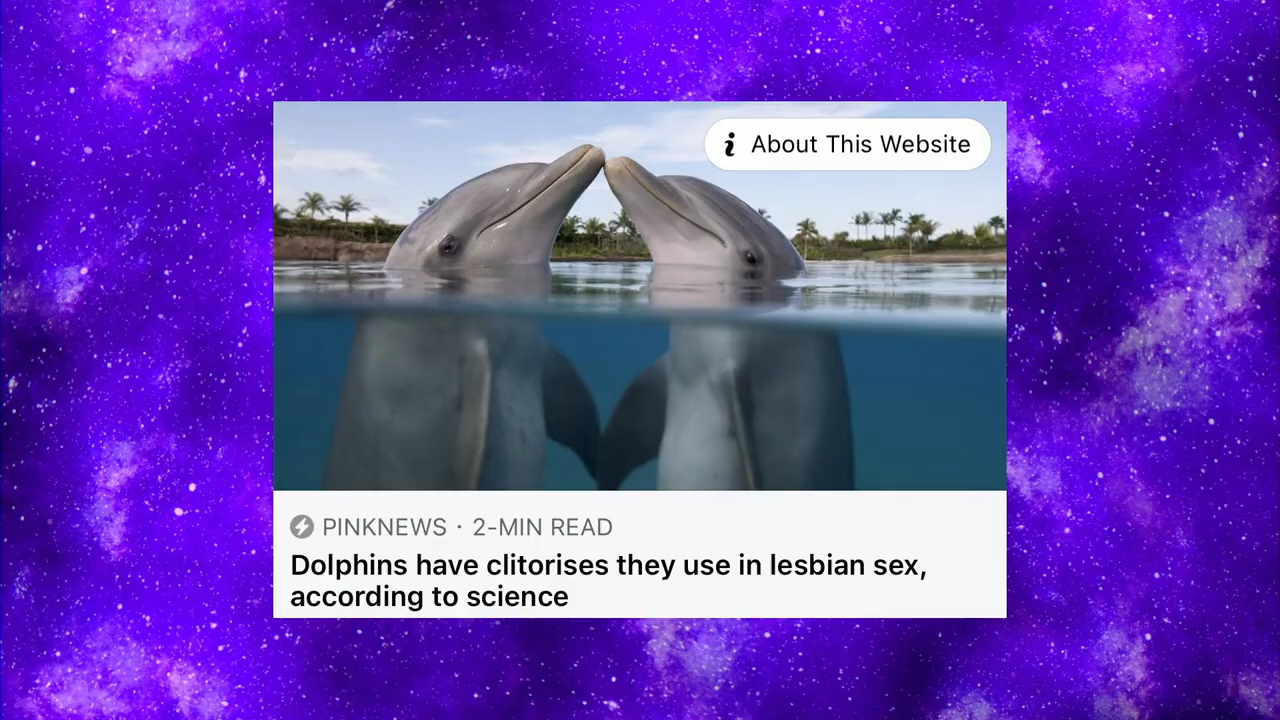 i About This Website
PINKNEWS · 2-MIN READ
Dolphins have clitorises they use in lesbian sex,
according to science